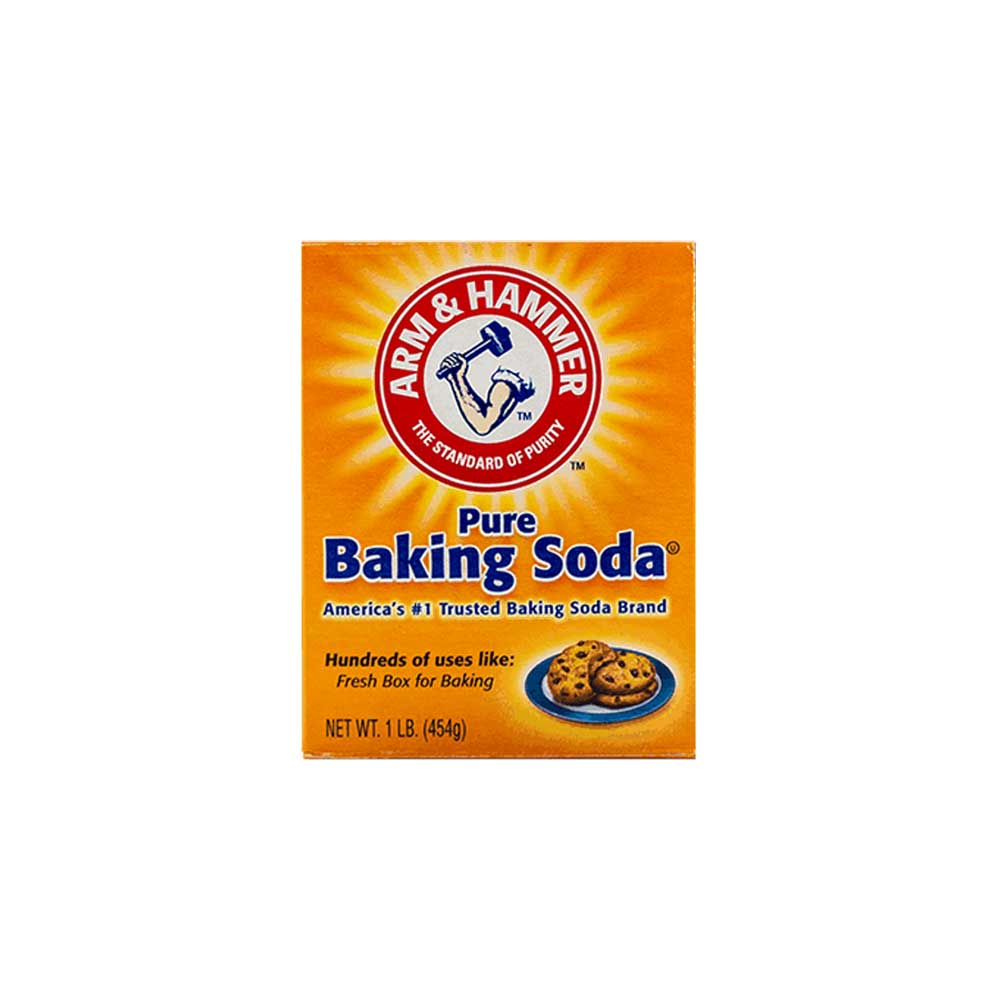 ARM & HAMMER
THE STANDARD OF PURITY
TM
TM
Pure
Baking Soda
America's #1 Trusted Baking Soda Brand
Hundreds of uses like:
Fresh Box for Baking
NET WT. 1 LB. (454g)